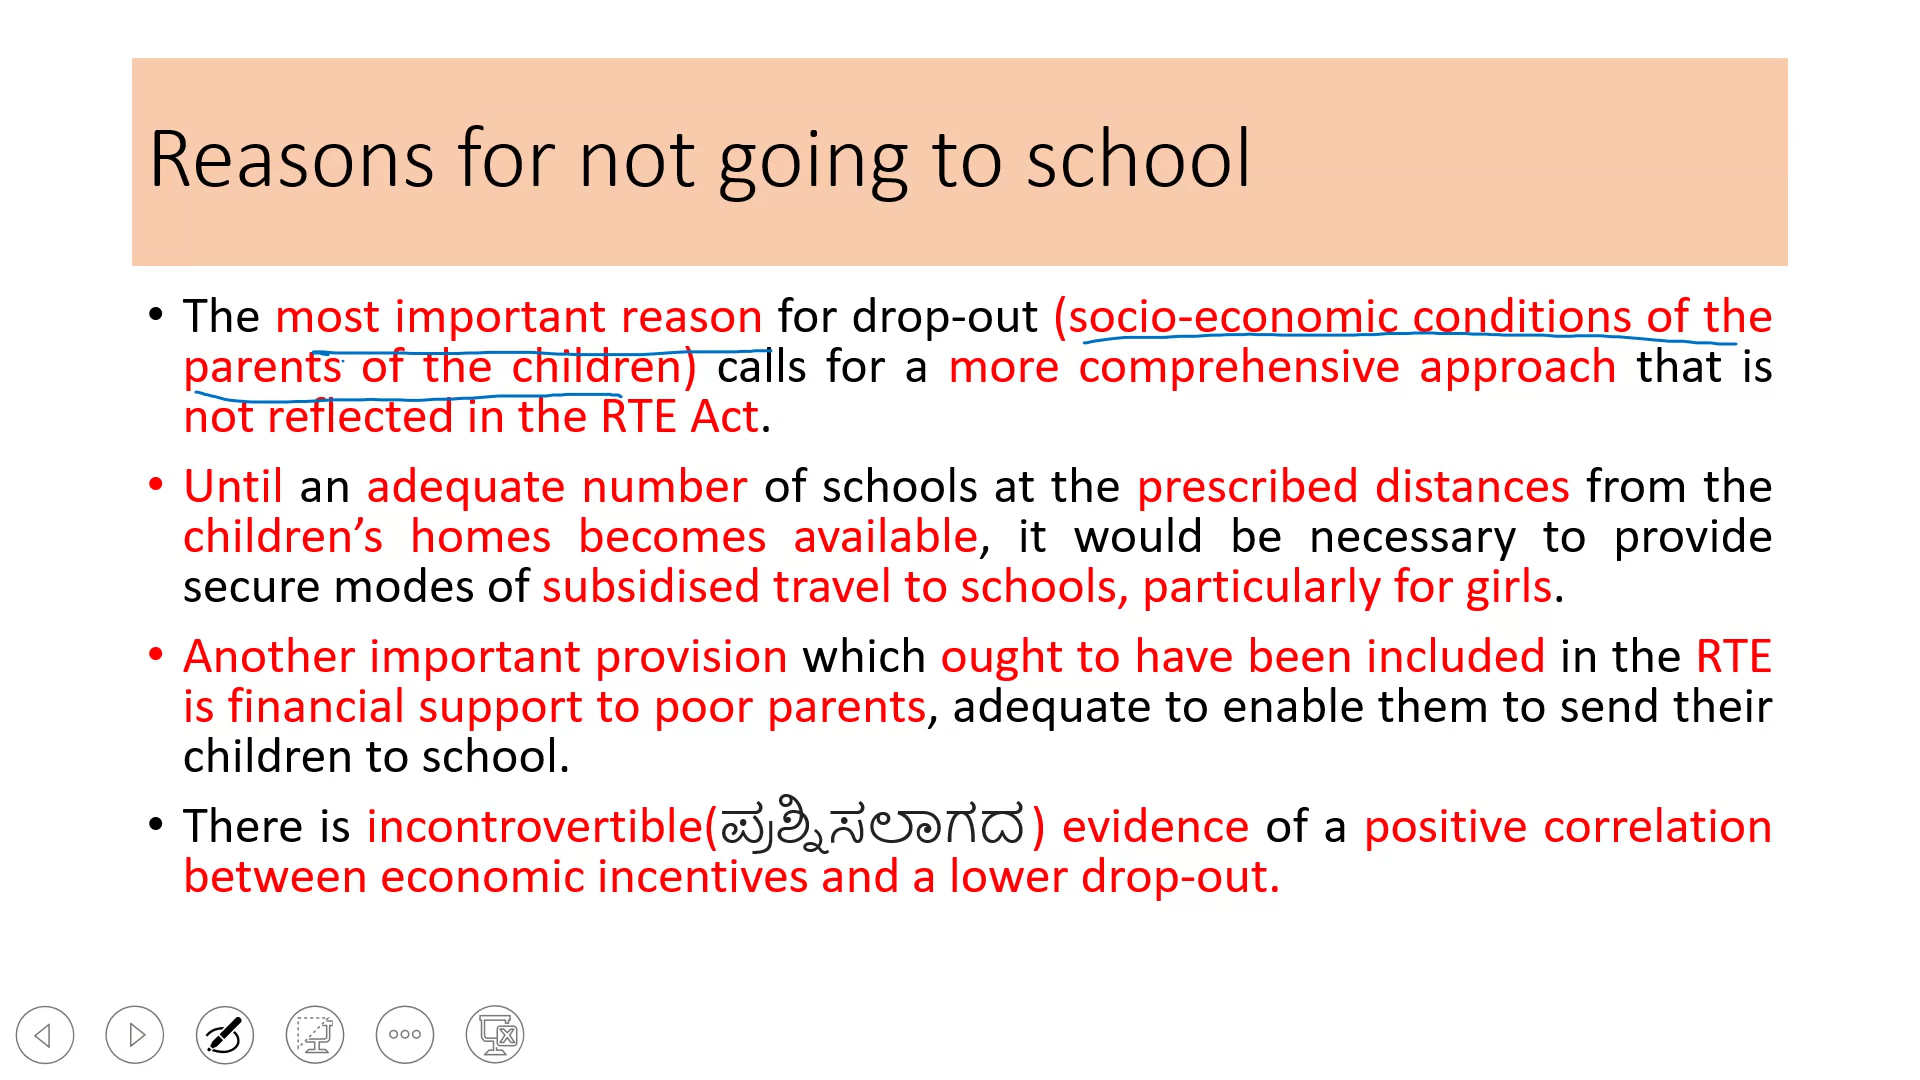 Reasons for not going to school
• The most important reason for drop-out (socio-economic conditions of the
parents of the children) calls for a more comprehensive approach that is
not reflected in the RTE Act.
• Until an adequate number of schools at the prescribed distances from the
children’s homes becomes available, it would be necessary to provide
secure modes of subsidised travel to schools, particularly for girls.
• Another important provision which ought to have been included in the RTE
is financial support to poor parents, adequate to enable them to send their
children to school.
• There is incontrovertible(ಪ್ರಶ್ನಿಸಲಾಗದ) evidence of a positive correlation
between economic incentives and a lower drop-out.